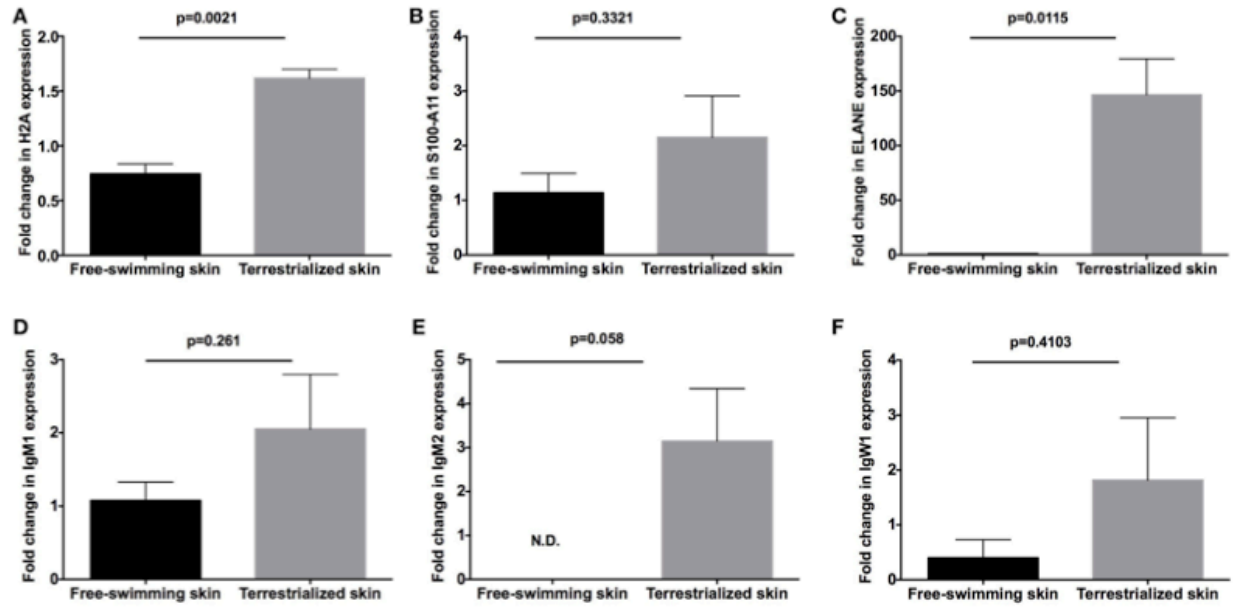 A
p=0.0021
Fold change in H2A expression
2.0
1.5
1.0
0.5
0.0
Free-swimming skin Terrestrialized skin
B
p=0.3321
Fold change in S100-A11 expression
4
3
2
1
0
Free-swimming skin Terrestrialized skin
C
p=0.0115
Fold change in ELANE expression
200
150
100
50
0
Free-swimming skin Terrestrialized skin
D
p=0.261
Fold change in IgM1 expression
3
2
1
0
Free-swimming skin Terrestrialized skin
E
p=0.058
Fold change in IgM2 expression
5
4
3
2
1
0
N.D.
Free-swimming skin Terrestrialized skin
F
p=0.4103
Fold change in IgW1 expression
4
3
2
1
0
Free-swimming skin Terrestrialized skin